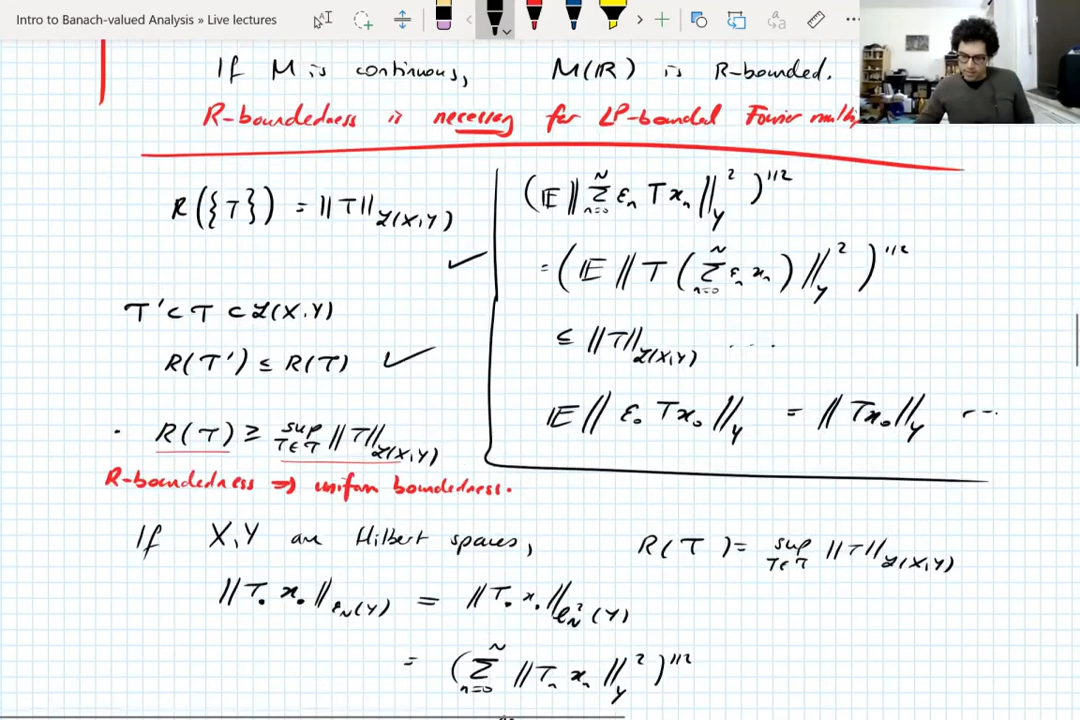 Intro to Banach-valued Analysis » Live lectures
If M is continuous, M(ℝ) is R-bounded.
R-boundedness is necessary for LP-bounded Fourier
R({T}) = ||T||_{ℒ(X,Y)} ✓
T' ⊂ T ⊂ ℒ(X,Y)
R(T') ≤ R(T) ✓
· R(T) ≥ sup_{T∈T} ||T||_{ℒ(X,Y)}
R-boundedness ⇒ uniform boundedness.
(𝔼 || Σ_{n=0}^{N} ε_n T x_n ||_Y^2 )^{1/2}
= (𝔼 || T ( Σ_{n=0}^{N} ε_n x_n ) ||_Y^2 )^{1/2}
≤ ||T||_{ℒ(X,Y)} ....
𝔼 || ε_0 T x_0 ||_Y = || T x_0 ||_Y ...
If X,Y are Hilbert spaces, R(T) = sup_{T∈T} ||T||_{ℒ(X,Y)}
||T. x.||_{ε_N(Y)} = ||T. x.||_{ℓ_N^2(Y)}
= ( Σ_{n=0}^{N} || T_n x_n ||_Y^2 )^{1/2}